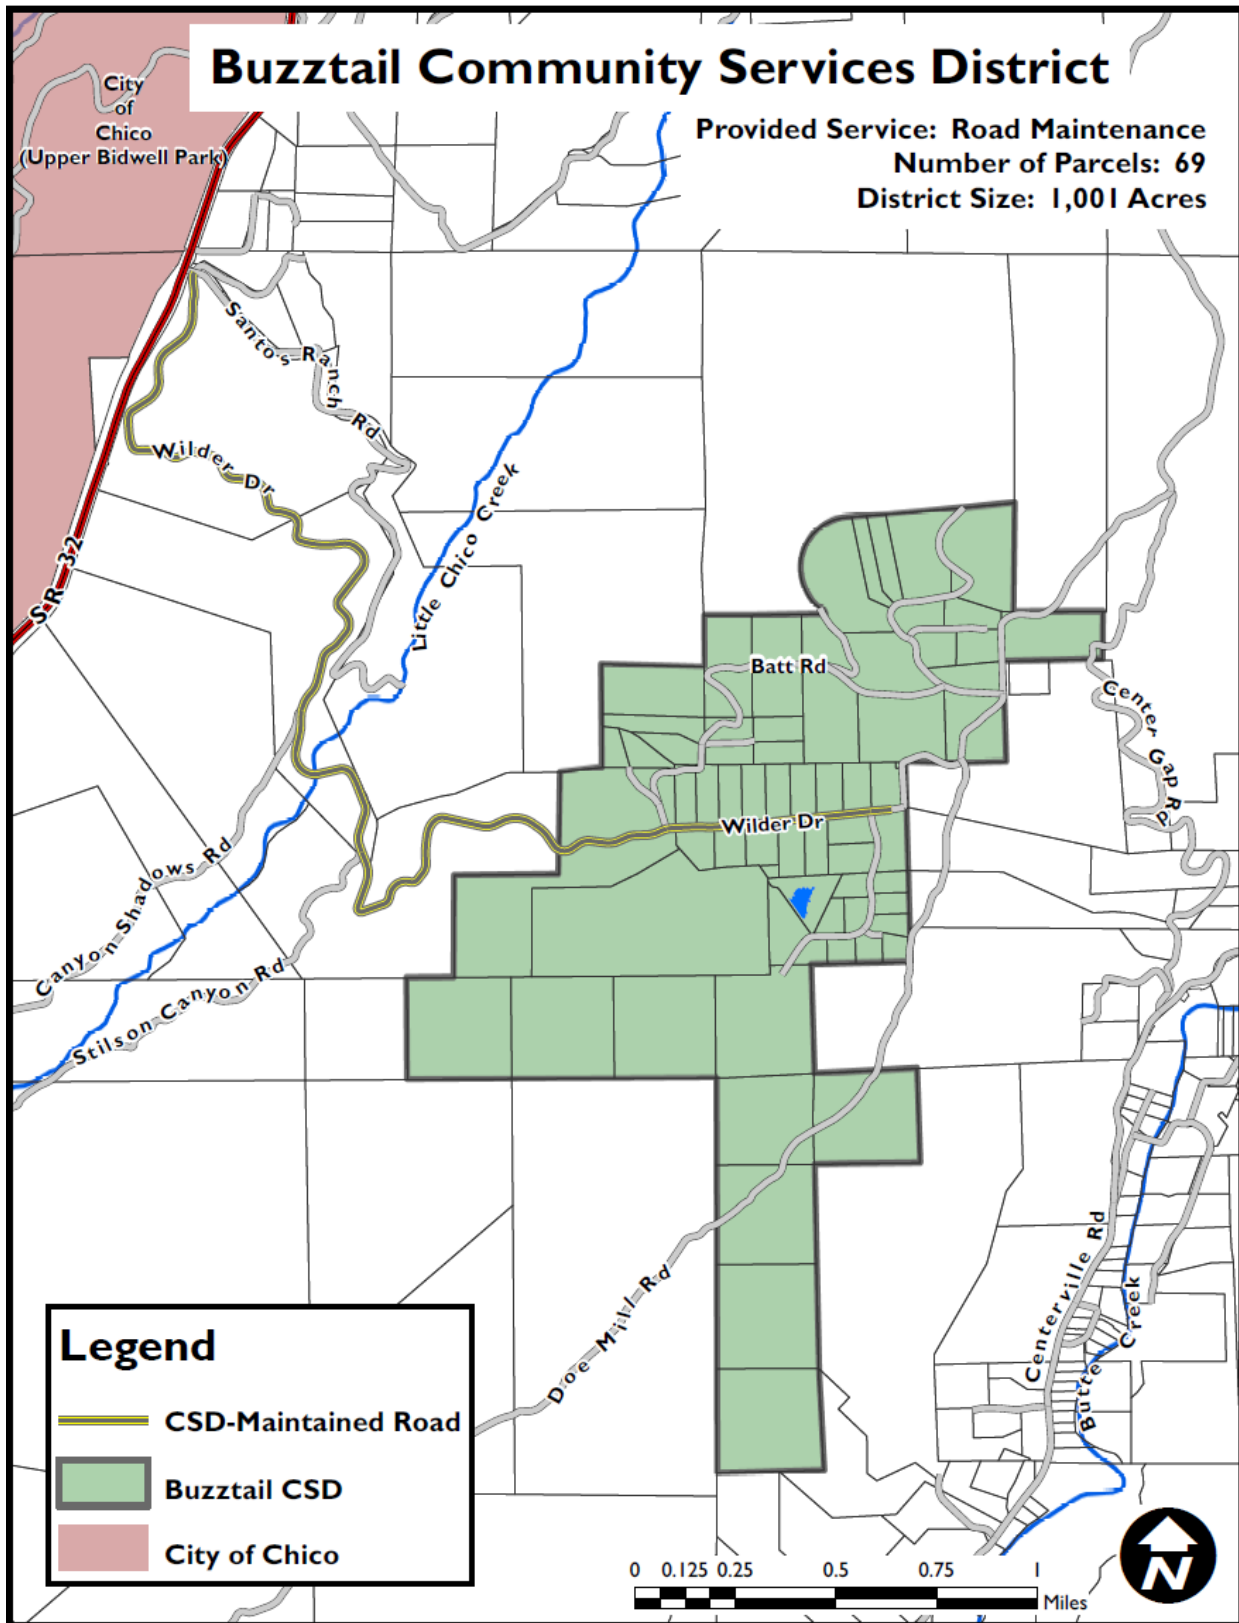 Buzztail Community Services District
Provided Service: Road Maintenance
Number of Parcels: 69
District Size: 1,001 Acres
City
of
Chico
(Upper Bidwell Park)
Santos Ranch Rd
Wilder Dr
SR 32
Little Chico Creek
Batt Rd
Center Gap Rd
Wilder Dr
Canyon Shadows Rd
Stilson Canyon Rd
Doe Mill Rd
Centerville Rd
Butte Creek
Legend
CSD-Maintained Road
Buzztail CSD
City of Chico
0 0.125 0.25 0.5 0.75 1
Miles
N